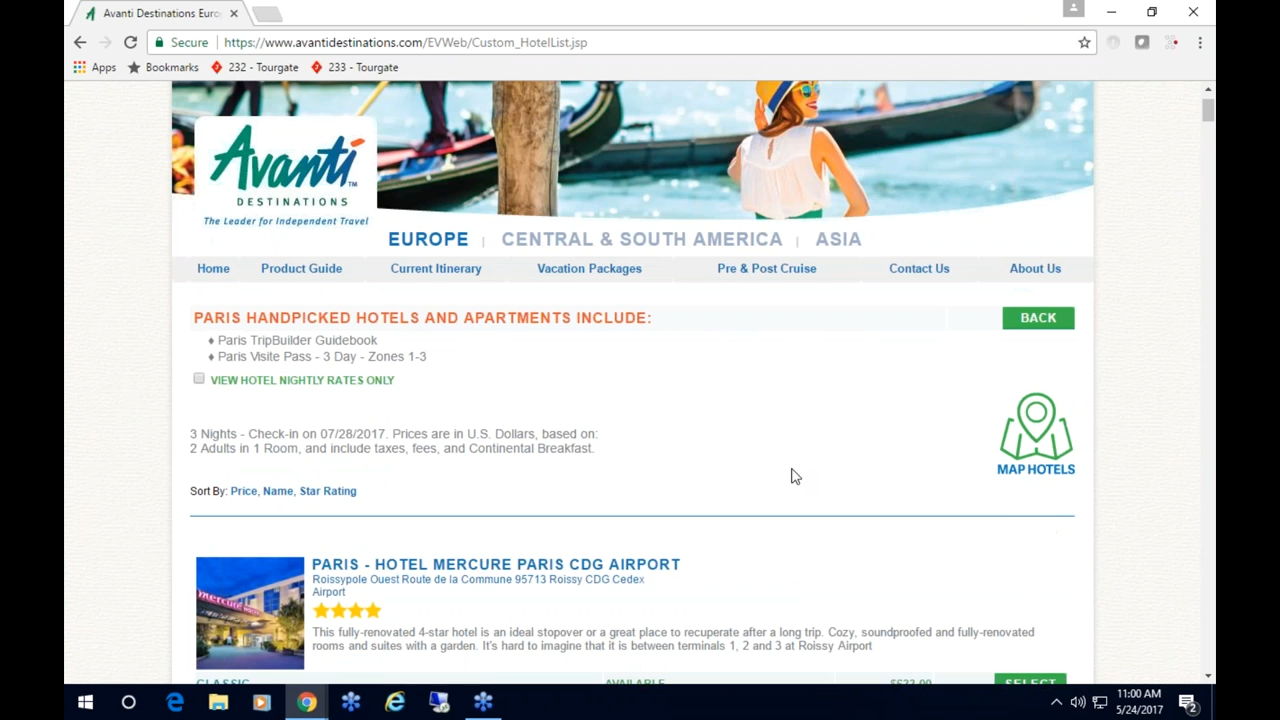 Avanti Destinations Euro
Secure
https://www.avantidestinations.com/EVWeb/Custom_HotelList.jsp
Apps
Bookmarks
232 - Tourgate
233 - Tourgate
Avanti™
DESTINATIONS
The Leader for Independent Travel
EUROPE | CENTRAL & SOUTH AMERICA | ASIA
Home Product Guide Current Itinerary Vacation Packages Pre & Post Cruise Contact Us About Us
PARIS HANDPICKED HOTELS AND APARTMENTS INCLUDE:
BACK
♦ Paris TripBuilder Guidebook
♦ Paris Visite Pass - 3 Day - Zones 1-3
VIEW HOTEL NIGHTLY RATES ONLY
3 Nights - Check-in on 07/28/2017. Prices are in U.S. Dollars, based on:
2 Adults in 1 Room, and include taxes, fees, and Continental Breakfast.
MAP HOTELS
Sort By: Price, Name, Star Rating
PARIS - HOTEL MERCURE PARIS CDG AIRPORT
Roissypole Ouest Route de la Commune 95713 Roissy CDG Cedex
Airport
This fully-renovated 4-star hotel is an ideal stopover or a great place to recuperate after a long trip. Cozy, soundproofed and fully-renovated
rooms and suites with a garden. It's hard to imagine that it is between terminals 1, 2 and 3 at Roissy Airport
CLASSIC AVAILABLE SELECT
11:00 AM
5/24/2017
2